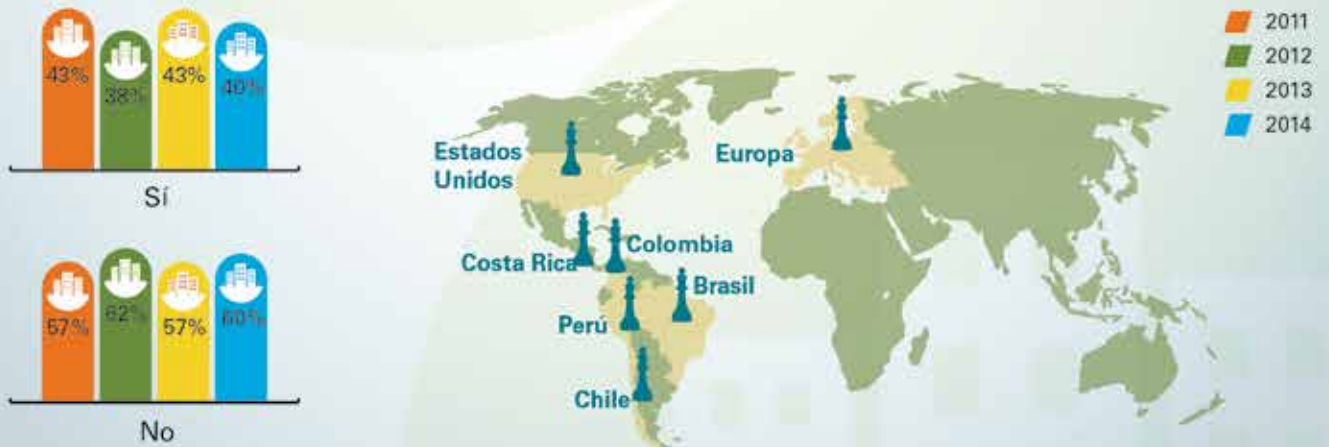 43%
38%
43%
40%
Sí
57%
62%
57%
60%
No
Estados
Unidos
Europa
Costa Rica
Colombia
Perú
Brasil
Chile
2011
2012
2013
2014